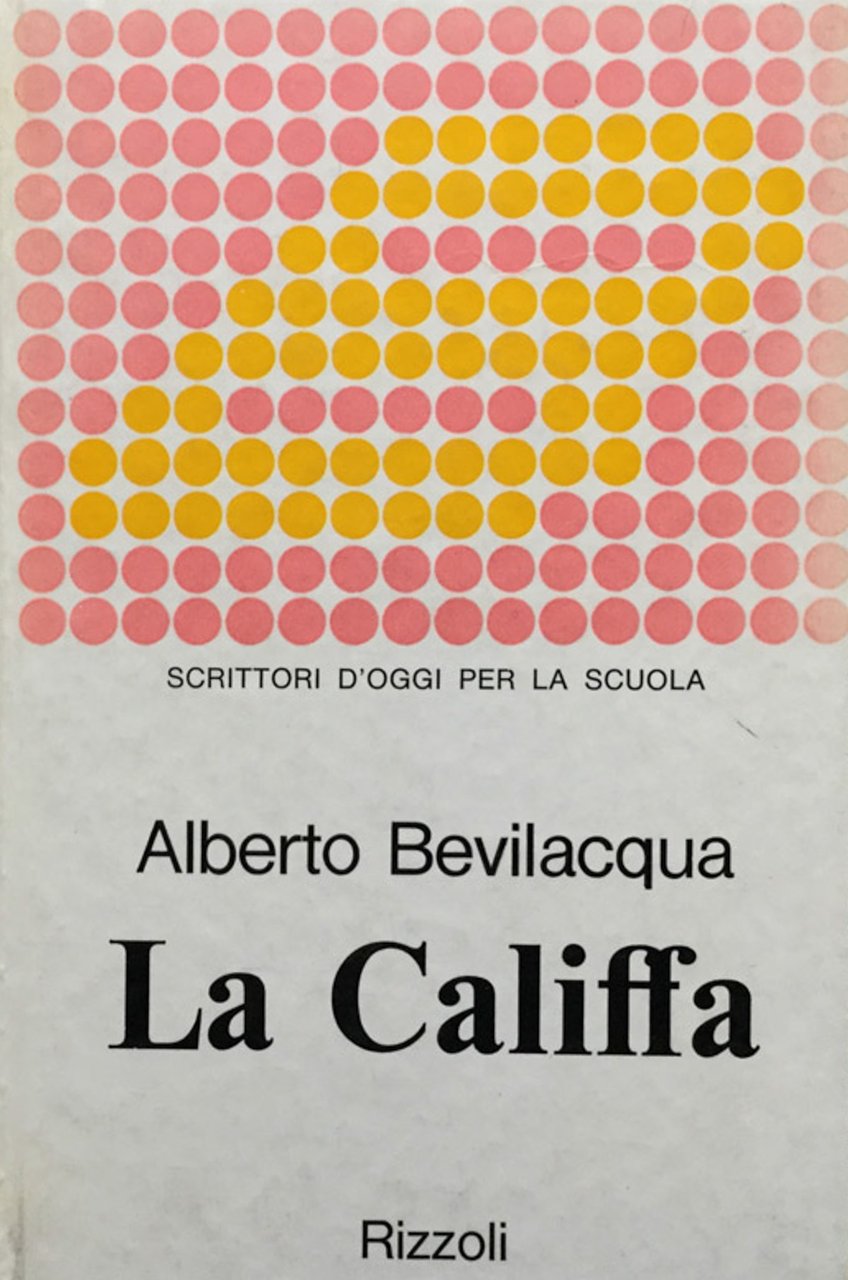 SCRITTORI D'OGGI PER LA SCUOLA
Alberto Bevilacqua
La Califfa
Rizzoli